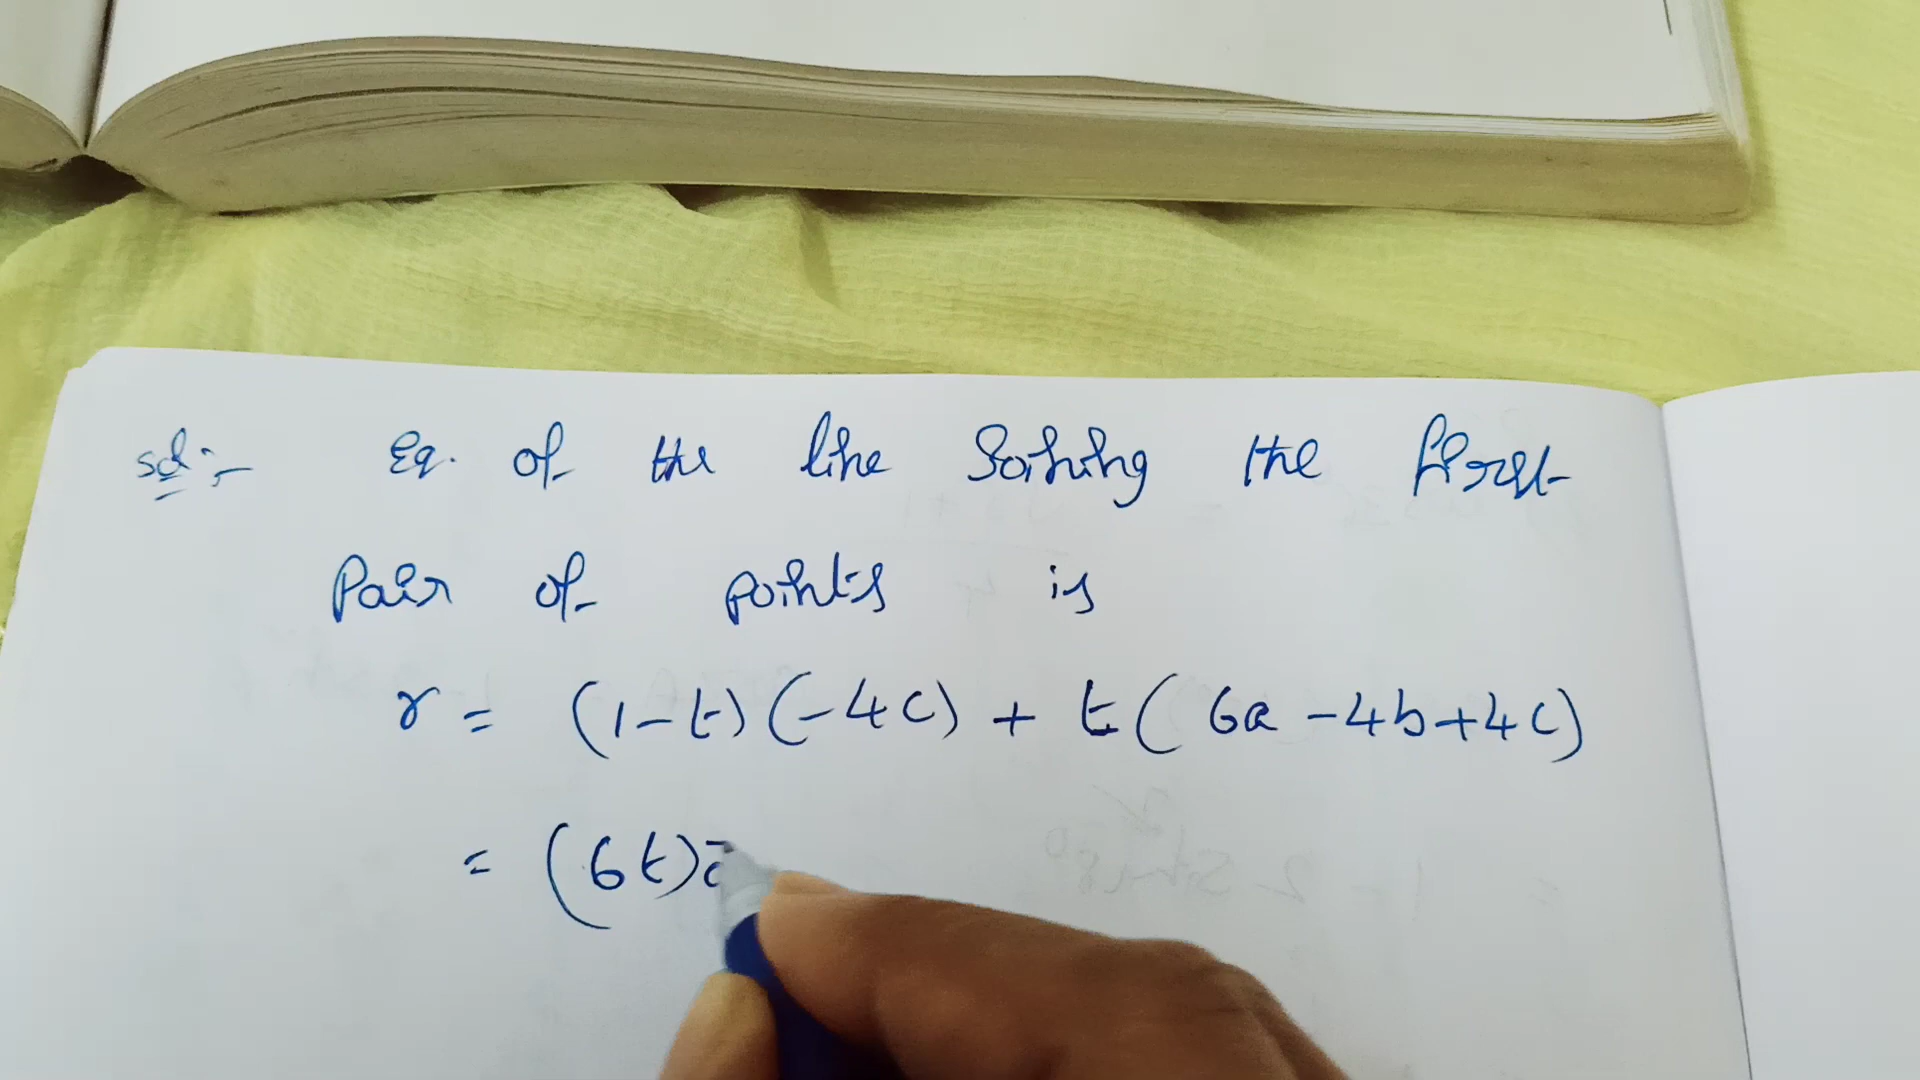 sol:- Eq. of the line Joining the first
Pair of points is
r = (1-t)(-4c) + t(6a-4b+4c)
= (6t)a